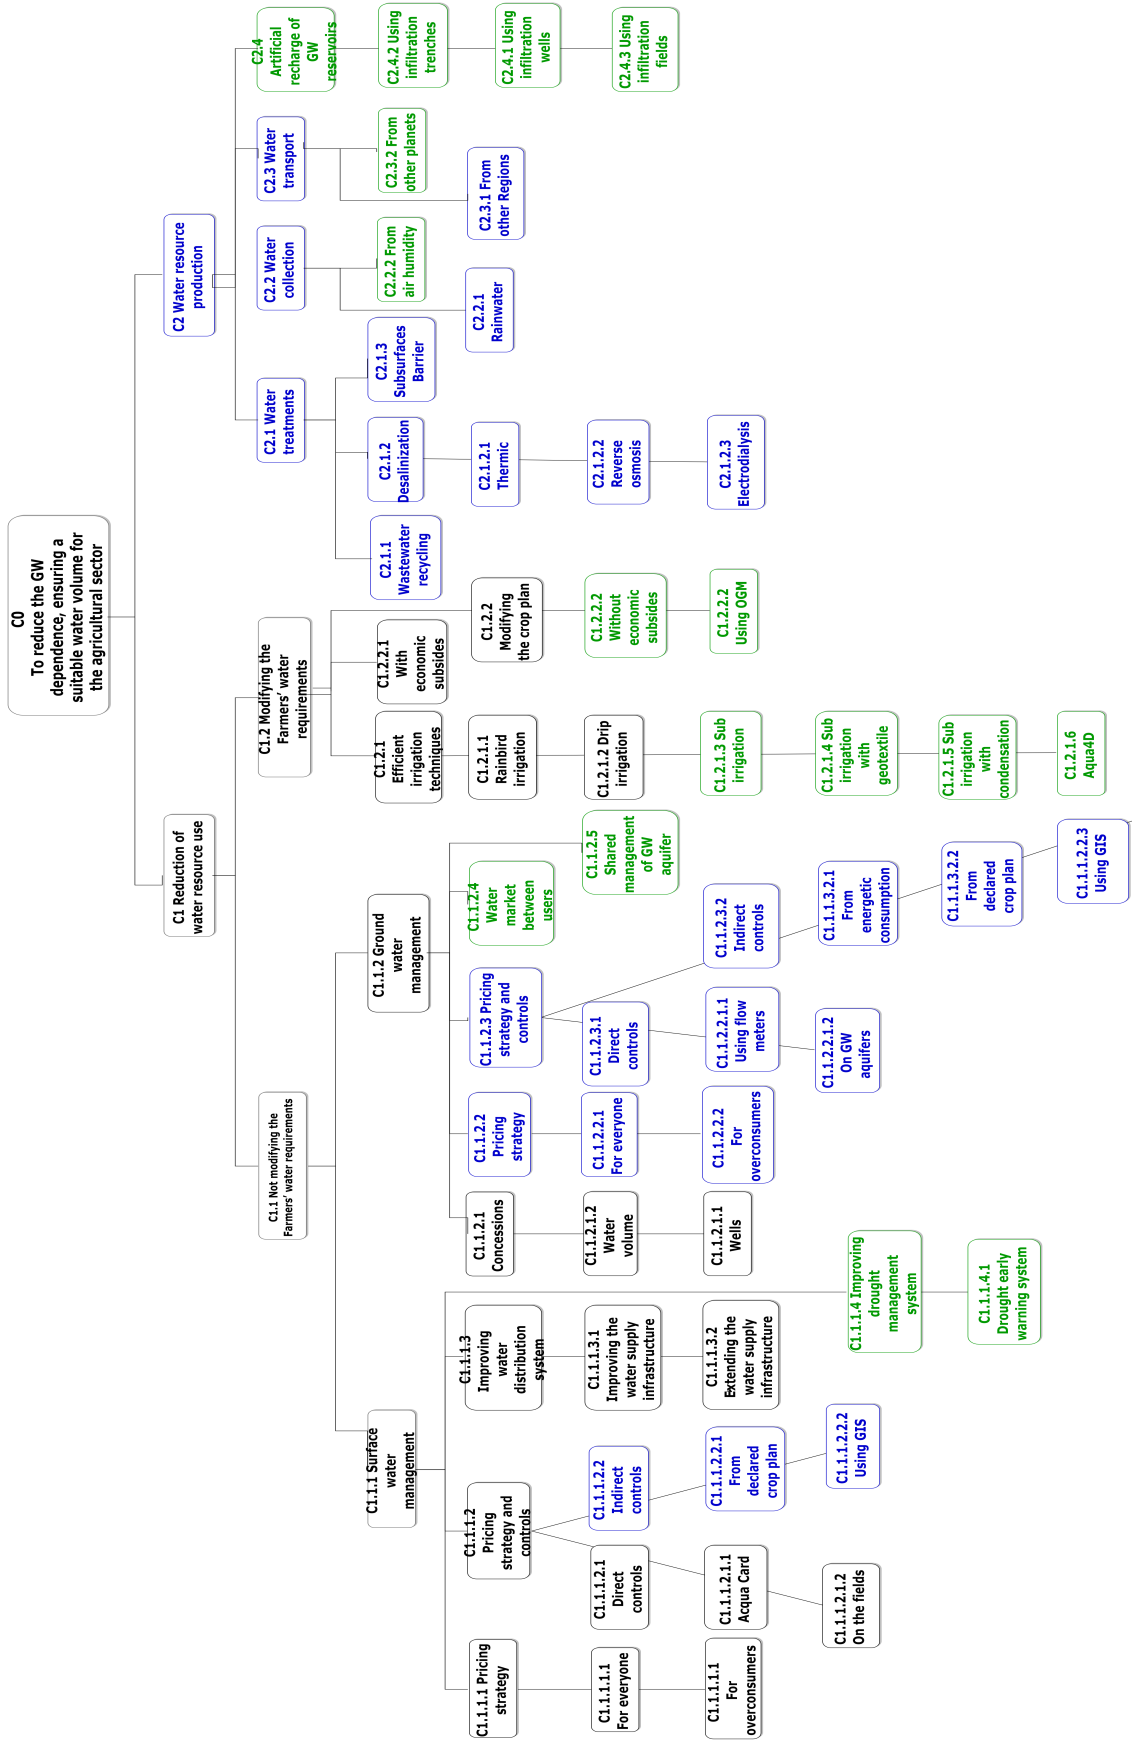 C0
To reduce the GW
dependence, ensuring a
suitable water volume for
the agricultural sector
C1 Reduction of
water resource use
C2 Water resource
production
C1.1 Not modifying the
Farmers' water requirements
C1.2 Modifying the
Farmers' water
requirements
C2.1 Water
treatments
C2.2 Water
collection
C2.3 Water
transport
C2.4
Artificial
recharge of
GW
reservoirs
C1.1.1 Surface
water
management
C1.1.2 Ground
water
management
C1.2.1
Efficient
irrigation
techniques
C1.2.2.1
With
economic
subsides
C2.1.1
Wastewater
recycling
C2.1.2
Desalinization
C2.1.3
Subsurfaces
Barrier
C2.2.2 From
air humidity
C2.3.2 From
other planets
C2.4.2 Using
infiltration
trenches
C1.1.1.1 Pricing
strategy
C1.1.1.2
Pricing
strategy and
controls
C1.1.1.3
Improving
water
distribution
system
C1.1.2.1
Concessions
C1.1.2.2
Pricing
strategy
C1.1.2.3 Pricing
strategy and
controls
C1.1.2.4
Water
market
between
users
C1.2.1.1
Rainbird
irrigation
C1.2.2
Modifying
the crop plan
C2.1.2.1
Thermic
C2.2.1
Rainwater
C2.3.1 From
other Regions
C2.4.1 Using
infiltration
wells
C1.1.1.1.1
For everyone
C1.1.1.2.1
Direct
controls
C1.1.1.2.2
Indirect
controls
C1.1.1.3.1
Improving the
water supply
infrastructure
C1.1.2.1.2
Water
volume
C1.1.2.2.1
For everyone
C1.1.2.3.1
Direct
controls
C1.1.2.5
Shared
management
of GW
aquifer
C1.2.1.2 Drip
irrigation
C1.2.2.2
Without
economic
subsides
C2.1.2.2
Reverse
osmosis
C2.4.3 Using
infiltration
fields
C1.1.1.1.1
For
overconsumers
C1.1.1.2.1.1
Acqua Card
C1.1.1.2.2.1
From
declared
crop plan
C1.1.1.3.2
Extending the
water supply
infrastructure
C1.1.2.1.1
Wells
C1.1.2.2.2
For
overconsumers
C1.1.2.2.1.1
Using flow
meters
C1.1.2.3.2
Indirect
controls
C1.2.1.3 Sub
irrigation
C1.2.2.2
Using OGM
C2.1.2.3
Electrodialysis
C1.1.1.2.1.2
On the fields
C1.1.1.2.2.2
Using GIS
C1.1.1.4 Improving
drought
management
system
C1.1.2.2.1.2
On GW
aquifers
C1.1.1.3.2.1
From
energetic
consumption
C1.2.1.4 Sub
irrigation
with
geotextile
C1.1.1.4.1
Drought early
warning system
C1.1.1.3.2.2
From
declared
crop plan
C1.2.1.5 Sub
irrigation
with
condensation
C1.1.1.2.2.3
Using GIS
C1.2.1.6
Aqua4D